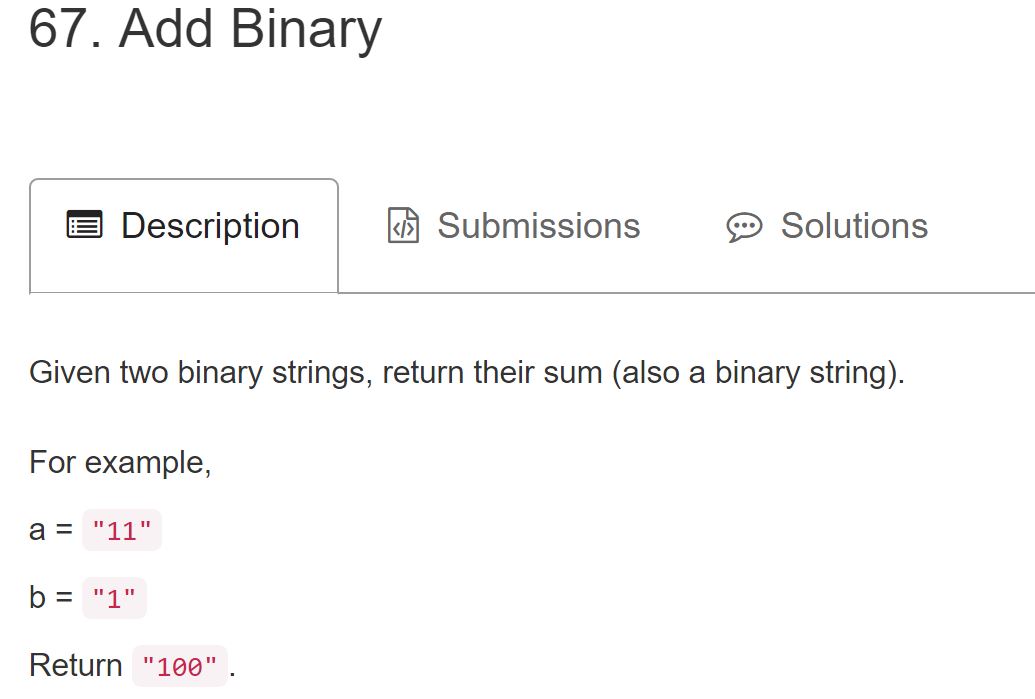 67. Add Binary
Description Submissions Solutions
Given two binary strings, return their sum (also a binary string).
For example,
a = "11"
b = "1"
Return "100".